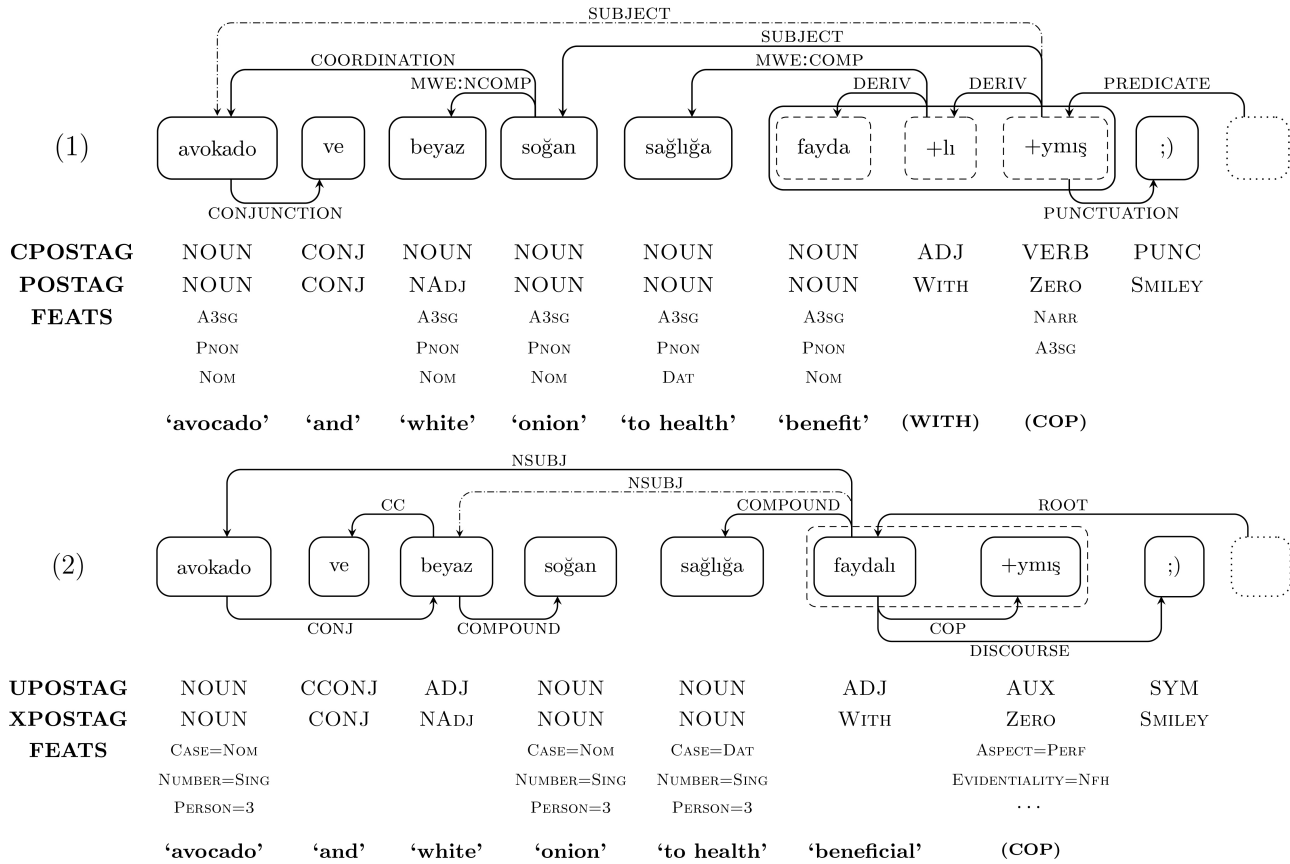 SUBJECT
SUBJECT
COORDINATION MWE:COMP
MWE:NCOMP DERIV DERIV PREDICATE
(1) avokado ve beyaz soğan sağlığa fayda +lı +ymış ;)
CONJUNCTION PUNCTUATION
CPOSTAG NOUN CONJ NOUN NOUN NOUN NOUN ADJ VERB PUNC
POSTAG NOUN CONJ NADJ NOUN NOUN NOUN WITH ZERO SMILEY
FEATS A3SG A3SG A3SG A3SG A3SG NARR
PNON PNON PNON PNON PNON A3SG
NOM NOM NOM DAT NOM
‘avocado’ ‘and’ ‘white’ ‘onion’ ‘to health’ ‘benefit’ (WITH) (COP)
NSUBJ
NSUBJ
CC COMPOUND ROOT
(2) avokado ve beyaz soğan sağlığa faydalı +ymış ;)
CONJ COMPOUND COP
DISCOURSE
UPOSTAG NOUN CCONJ ADJ NOUN NOUN ADJ AUX SYM
XPOSTAG NOUN CONJ NADJ NOUN NOUN WITH ZERO SMILEY
FEATS CASE=NOM CASE=NOM CASE=DAT ASPECT=PERF
NUMBER=SING NUMBER=SING NUMBER=SING EVIDENTIALITY=NFH
PERSON=3 PERSON=3 PERSON=3 ...
‘avocado’ ‘and’ ‘white’ ‘onion’ ‘to health’ ‘beneficial’ (COP)